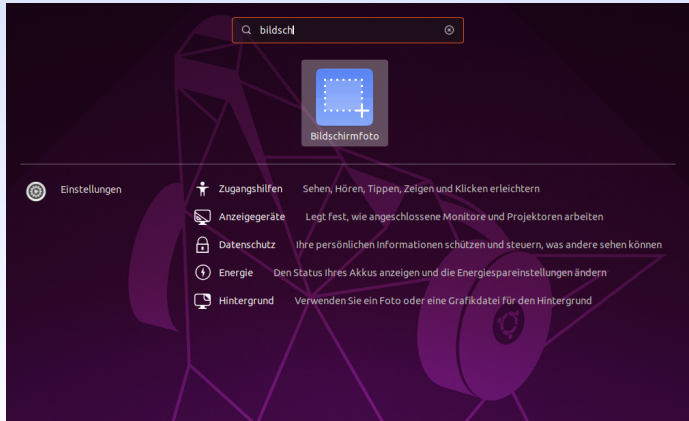 bildsch
Bildschirmfoto
Einstellungen
Zugangshilfen Sehen, Hören, Tippen, Zeigen und Klicken erleichtern
Anzeigegeräte Legt fest, wie angeschlossene Monitore und Projektoren arbeiten
Datenschutz Ihre persönlichen Informationen schützen und steuern, was andere sehen können
Energie Den Status Ihres Akkus anzeigen und die Energiespareinstellungen ändern
Hintergrund Verwenden Sie ein Foto oder eine Grafikdatei für den Hintergrund